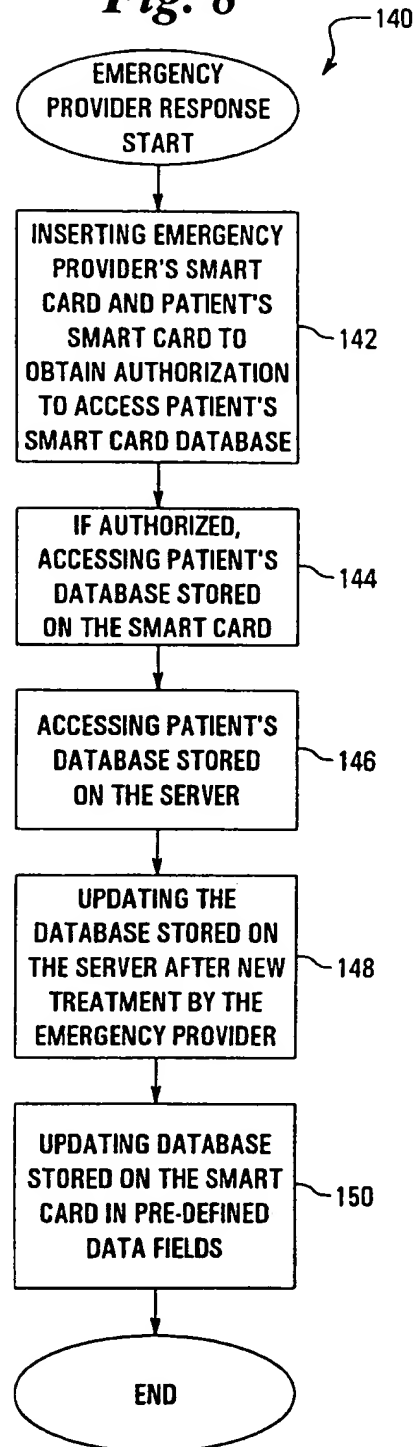 Fig. 8
140
EMERGENCY
PROVIDER RESPONSE
START
INSERTING EMERGENCY
PROVIDER'S SMART
CARD AND PATIENT'S
SMART CARD TO
OBTAIN AUTHORIZATION
TO ACCESS PATIENT'S
SMART CARD DATABASE
142
IF AUTHORIZED,
ACCESSING PATIENT'S
DATABASE STORED
ON THE SMART CARD
144
ACCESSING PATIENT'S
DATABASE STORED
ON THE SERVER
146
UPDATING THE
DATABASE STORED ON
THE SERVER AFTER NEW
TREATMENT BY THE
EMERGENCY PROVIDER
148
UPDATING DATABASE
STORED ON THE SMART
CARD IN PRE-DEFINED
DATA FIELDS
150
END